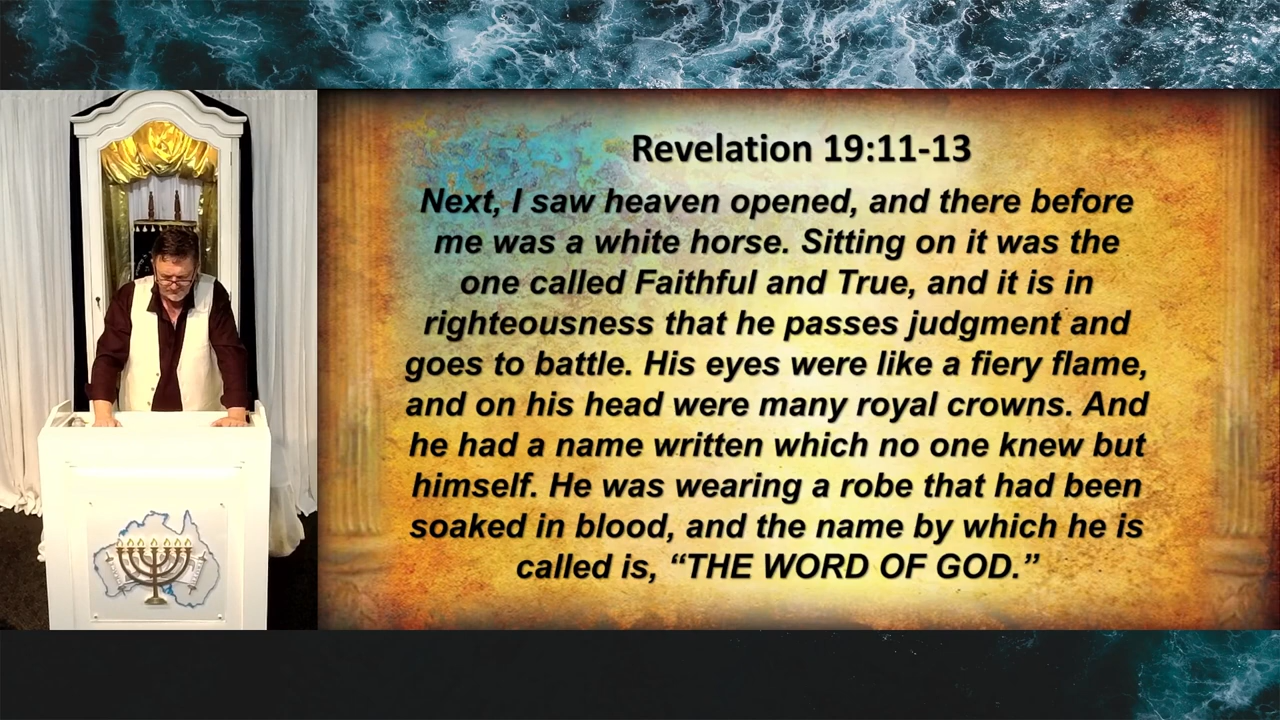 Revelation 19:11-13
Next, I saw heaven opened, and there before
me was a white horse. Sitting on it was the
one called Faithful and True, and it is in
righteousness that he passes judgment and
goes to battle. His eyes were like a fiery flame,
and on his head were many royal crowns. And
he had a name written which no one knew but
himself. He was wearing a robe that had been
soaked in blood, and the name by which he is
called is, “THE WORD OF GOD.”